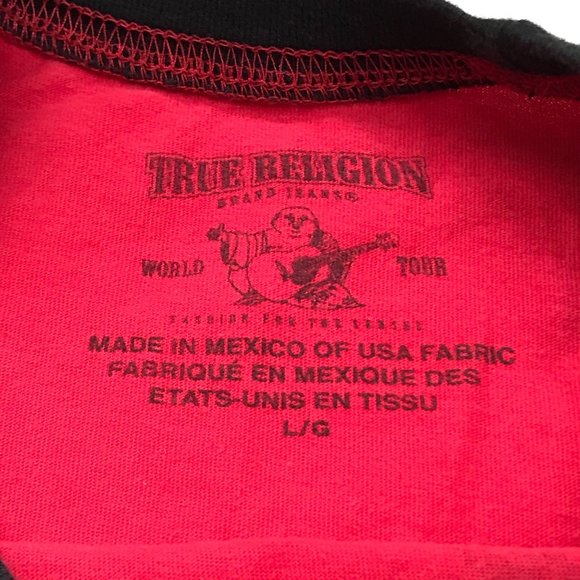 TRUE RELIGION
BRAND JEANS®
WORLD TOUR
FASHION FOR THE SENSES
MADE IN MEXICO OF USA FABRIC
FABRIQUÉ EN MEXIQUE DES
ETATS-UNIS EN TISSU
L/G